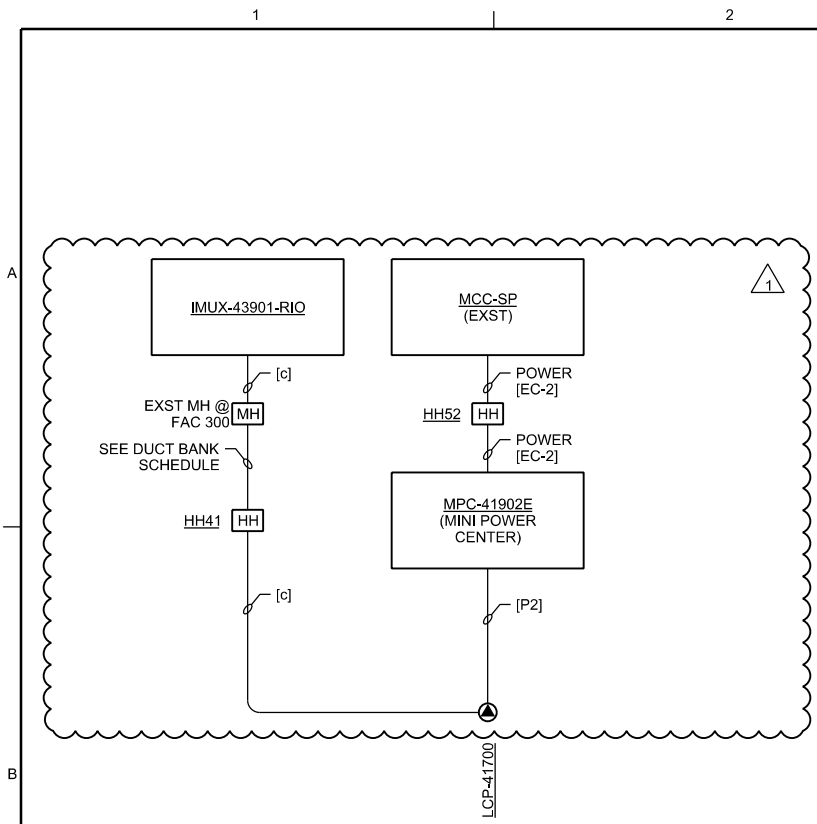 1
2
A
1
IMUX-43901-RIO
MCC-SP
(EXST)
[c]
POWER
[EC-2]
EXST MH @
FAC 300
MH
HH52
HH
SEE DUCT BANK
SCHEDULE
POWER
[EC-2]
HH41
HH
MPC-41902E
(MINI POWER
CENTER)
[c]
[P2]
B
LCP-41700